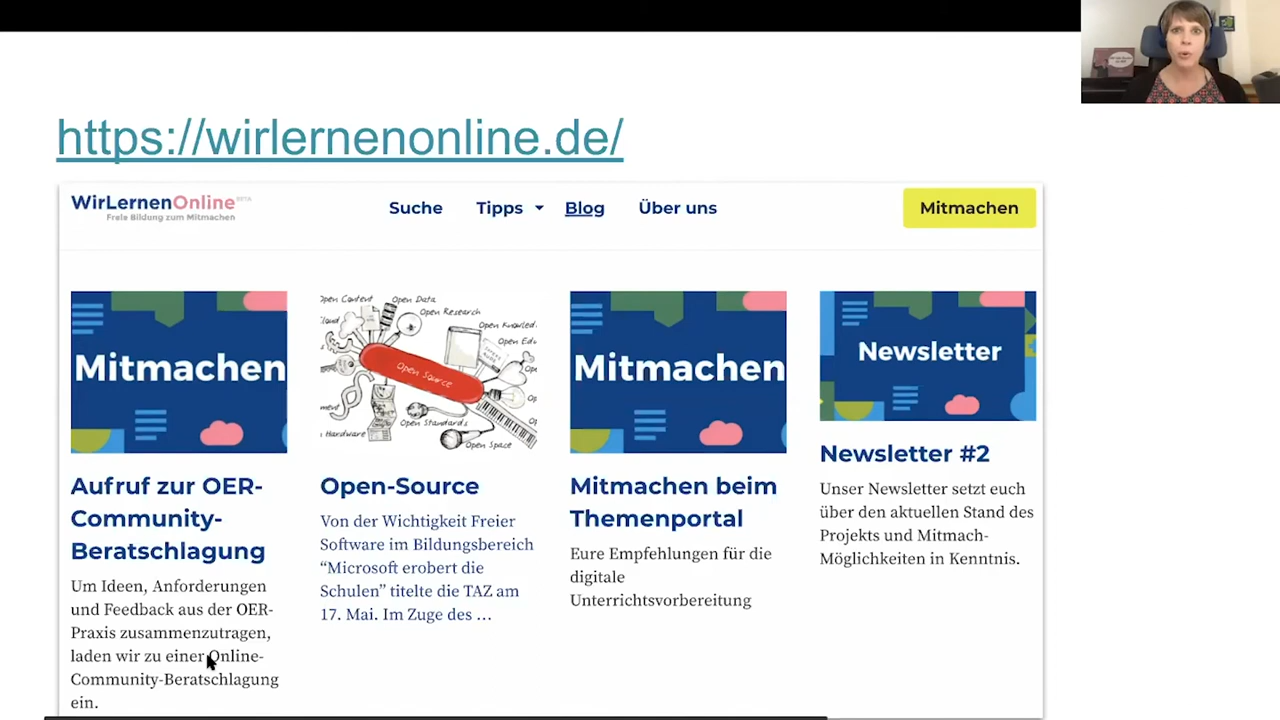 https://wirlernenonline.de/
WirLernenOnline BETA
Freie Bildung zum Mitmachen
Suche Tipps Blog Über uns Mitmachen
Mitmachen
Open Content
Open Data
Open Research
Open Knowled.
Open Edu
Open Source
Open Standards
Hardware
Open Space
Mitmachen
Newsletter
Aufruf zur OER-
Community-
Beratschlagung
Um Ideen, Anforderungen
und Feedback aus der OER-
Praxis zusammenzutragen,
laden wir zu einer Online-
Community-Beratschlagung
ein.
Open-Source
Von der Wichtigkeit Freier
Software im Bildungsbereich
“Microsoft erobert die
Schulen” titelte die TAZ am
17. Mai. Im Zuge des …
Mitmachen beim
Themenportal
Eure Empfehlungen für die
digitale
Unterrichtsvorbereitung
Newsletter #2
Unser Newsletter setzt euch
über den aktuellen Stand des
Projekts und Mitmach-
Möglichkeiten in Kenntnis.